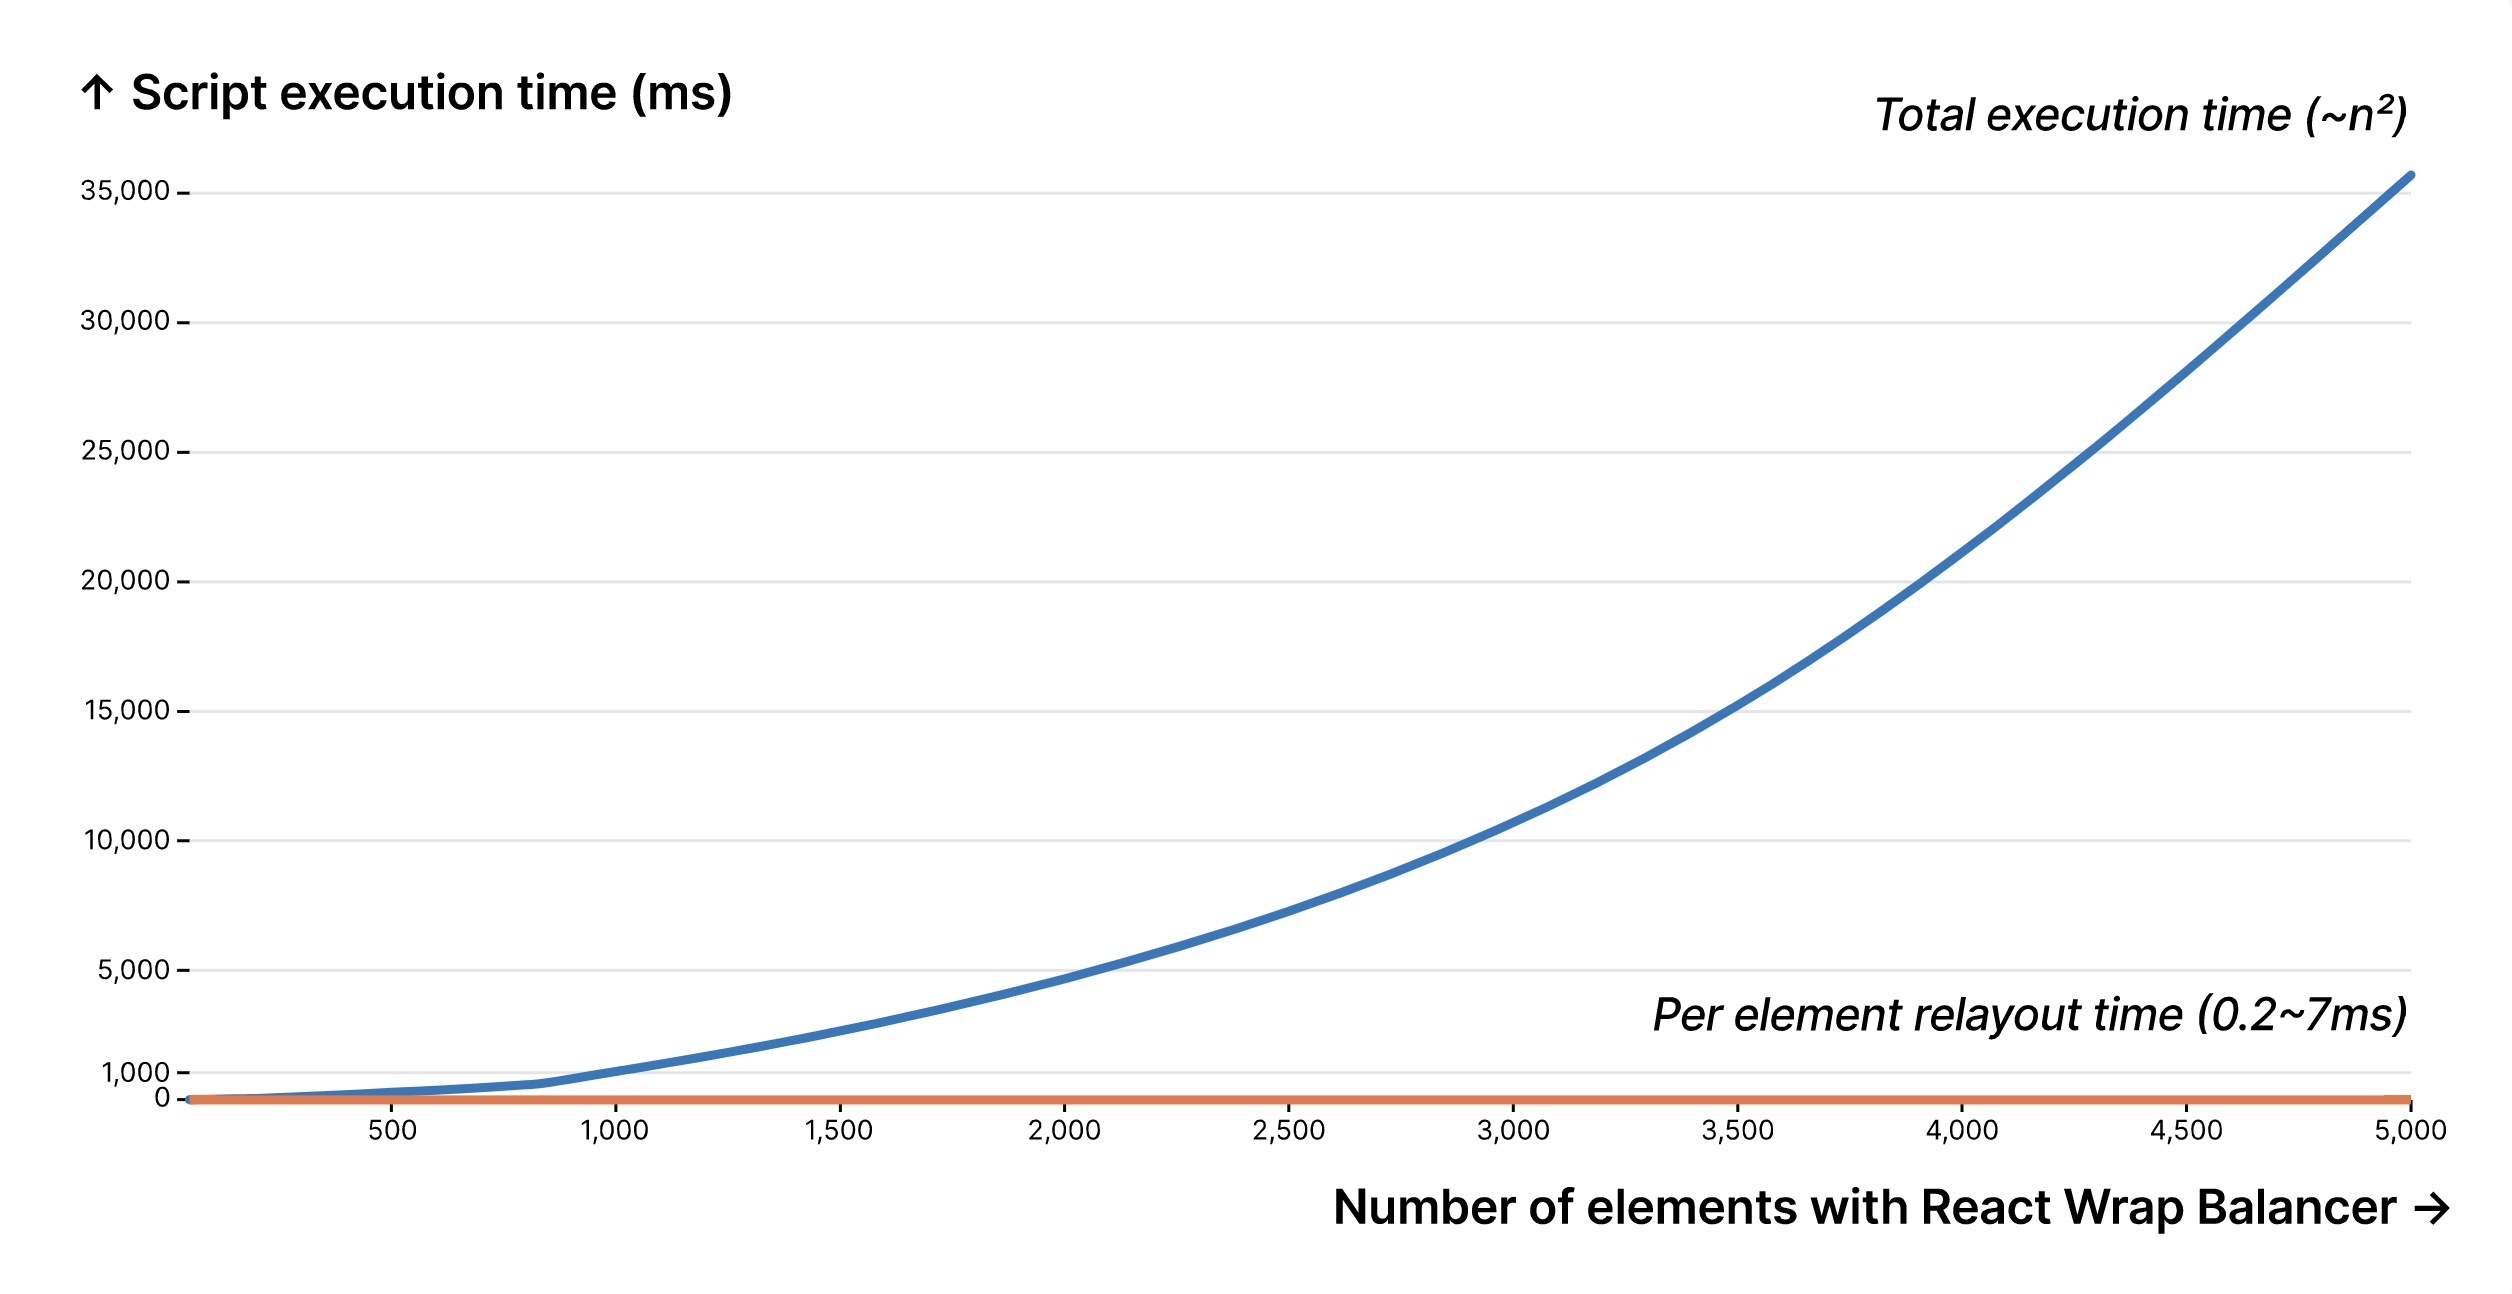 ↑ Script execution time (ms)
Total execution time (~n²)
35,000
30,000
25,000
20,000
15,000
10,000
5,000
Per element relayout time (0.2~7ms)
1,000
0
500 1,000 1,500 2,000 2,500 3,000 3,500 4,000 4,500 5,000
Number of elements with React Wrap Balancer →